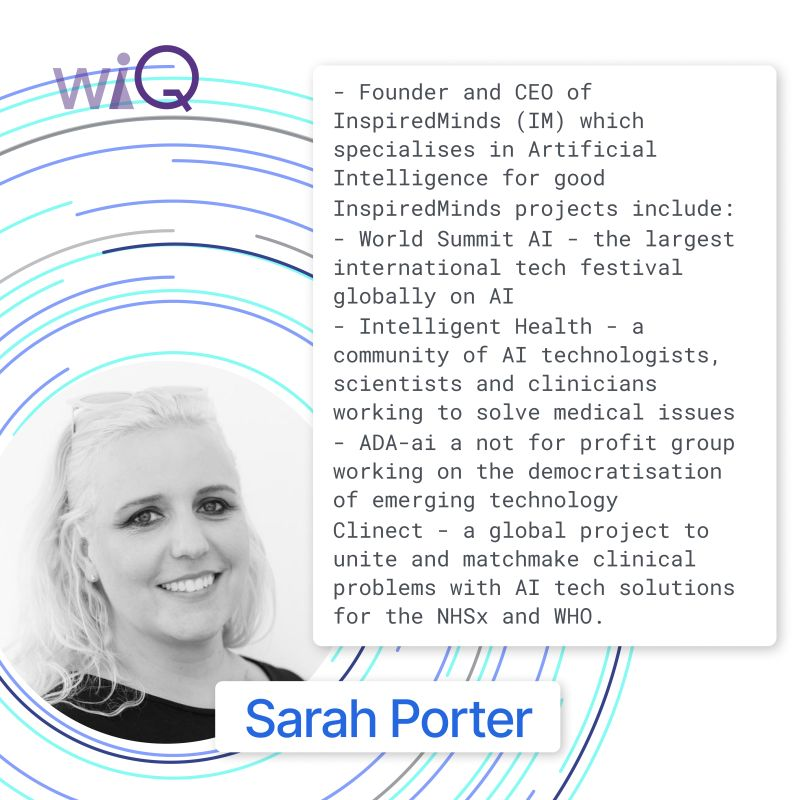 wiQ
- Founder and CEO of
InspiredMinds (IM) which
specialises in Artificial
Intelligence for good
InspiredMinds projects include:
- World Summit AI - the largest
international tech festival
globally on AI
- Intelligent Health - a
community of AI technologists,
scientists and clinicians
working to solve medical issues
- ADA-ai a not for profit group
working on the democratisation
of emerging technology
Clinect - a global project to
unite and matchmake clinical
problems with AI tech solutions
for the NHSx and WHO.
Sarah Porter